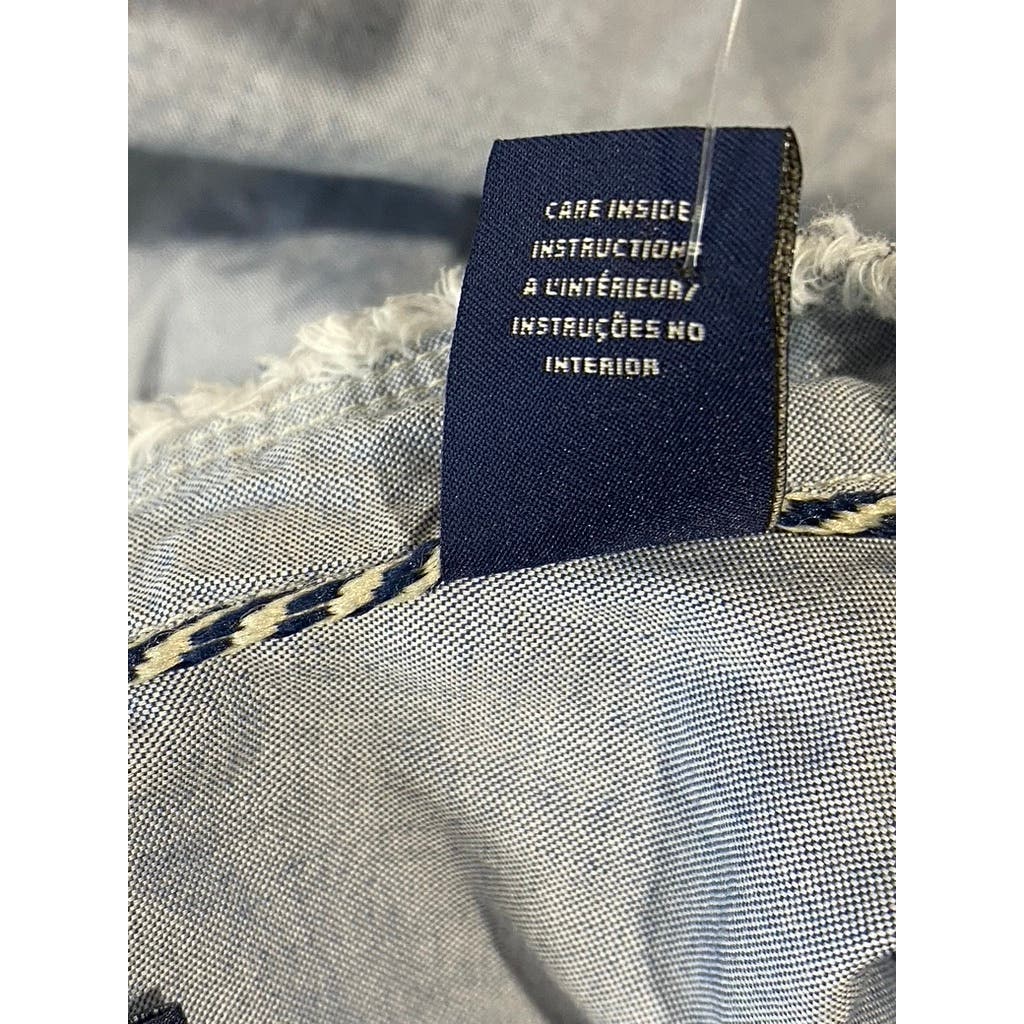 CARE INSIDE
INSTRUCTIONS
A L'INTÉRIEUR/
INSTRUÇÕES NO
INTERIOR